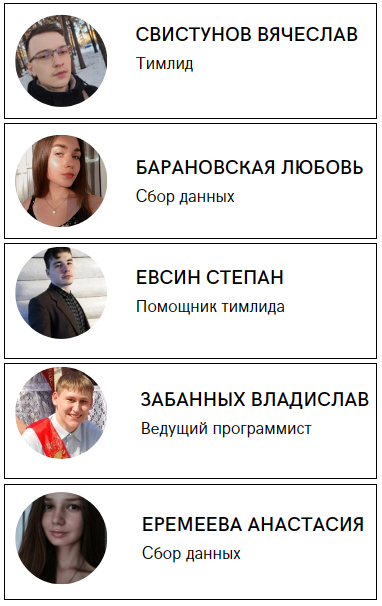 СВИСТУНОВ ВЯЧЕСЛАВ
Тимлид
БАРАНОВСКАЯ ЛЮБОВЬ
Сбор данных
ЕВСИН СТЕПАН
Помощник тимлида
ЗАБАННЫХ ВЛАДИСЛАВ
Ведущий программист
ЕРЕМЕЕВА АНАСТАСИЯ
Сбор данных